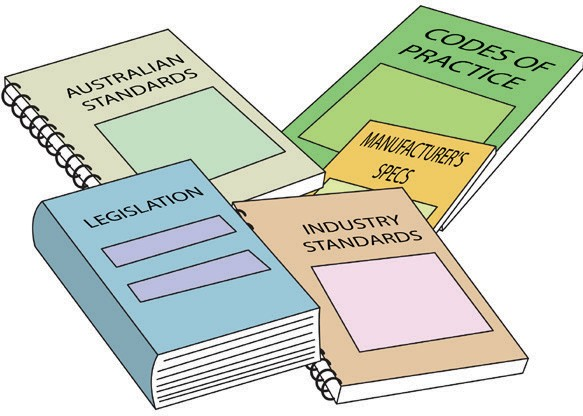 AUSTRALIAN
STANDARDS
CODES OF
PRACTICE
MANUFACTURER'S
SPECS
LEGISLATION
INDUSTRY
STANDARDS